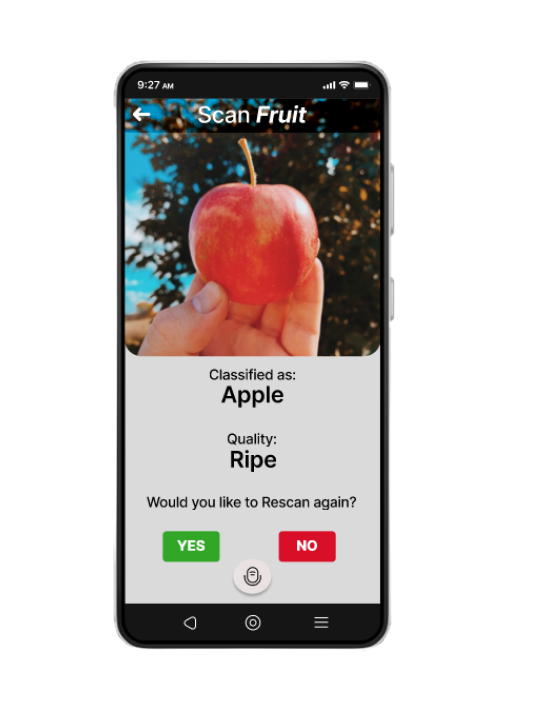 9:27 AM
Scan Fruit
Classified as:
Apple
Quality:
Ripe
Would you like to Rescan again?
YES NO